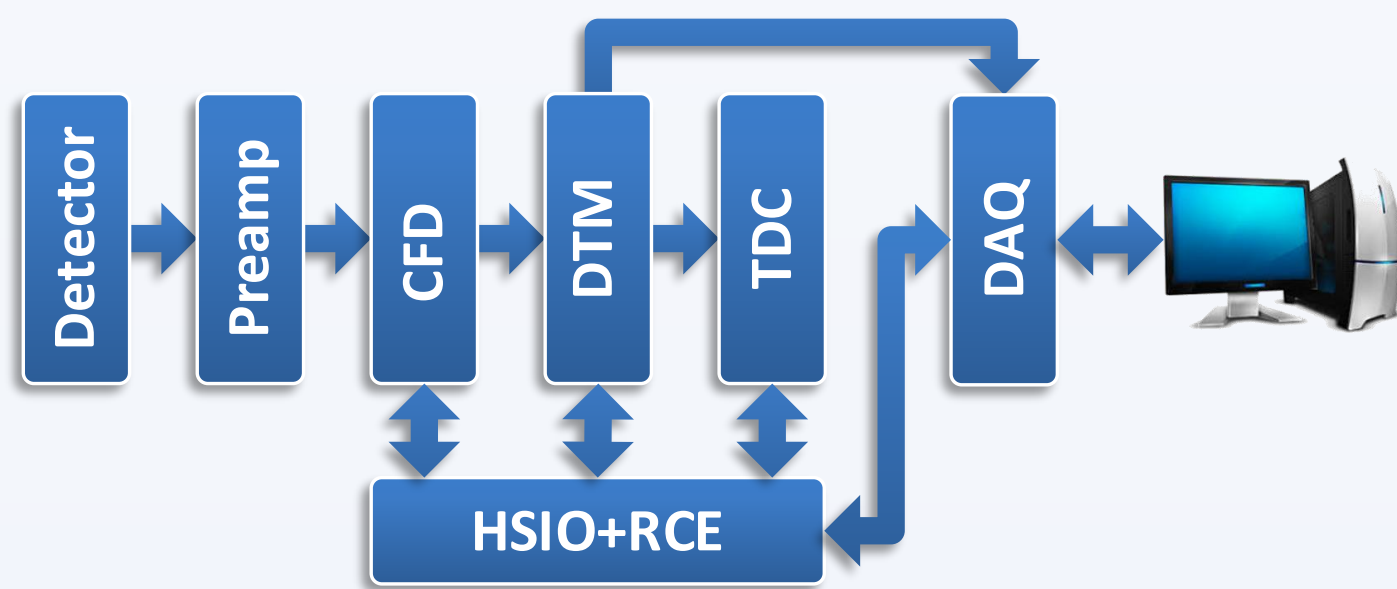 Detector
Preamp
CFD
DTM
TDC
DAQ
HSIO+RCE